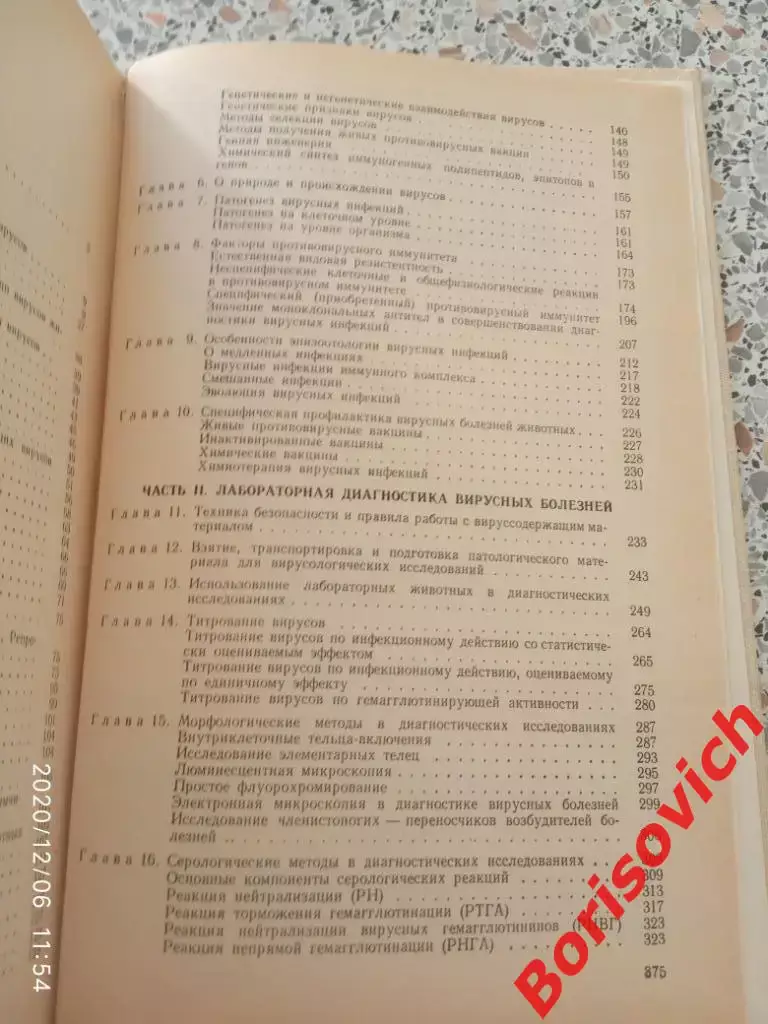 Генетические и негенетические взаимодействия вирусов . . . . . 146
Генетические признаки вирусов . . . 148
Методы селекции вирусов . . . 149
Методы получения живых противовирусных вакцин . . . 149
Генная инженерия . . . 150
Химический синтез иммуногенных полипептидов, эпитопов и
генов . . . 155
Глава 6. О природе и происхождении вирусов . . . 157
Глава 7. Патогенез вирусных инфекций . . . 161
Патогенез на клеточном уровне . . . 161
Патогенез на уровне организма . . . 164
Глава 8. Факторы противовирусного иммунитета . . . 173
Естественная видовая резистентность . . . 173
Неспецифические клеточные и общефизиологические реакции
в противовирусном иммунитете . . . 174
Специфический (приобретенный) противовирусный иммунитет 196
Значение моноклональных антител в совершенствовании диаг-
ностики вирусных инфекций . . . 207
Глава 9. Особенности эпизоотологии вирусных инфекций . . . 212
О медленных инфекциях . . . 217
Вирусные инфекции иммунного комплекса . . . 218
Смешанные инфекции . . . 222
Эволюция вирусных инфекций . . . 224
Глава 10. Специфическая профилактика вирусных болезней животных . . . 226
Живые противовирусные вакцины . . . 227
Инактивированные вакцины . . . 228
Химические вакцины . . . 230
Химиотерапия вирусных инфекций . . . 231
ЧАСТЬ II. ЛАБОРАТОРНАЯ ДИАГНОСТИКА ВИРУСНЫХ БОЛЕЗНЕЙ
Глава 11. Техника безопасности и правила работы с вируссодержащим ма-
териалом . . . 233
Глава 12. Взятие, транспортировка и подготовка патологического мате-
риала для вирусологических исследований . . . 243
Глава 13. Использование лабораторных животных в диагностических
исследованиях . . . 249
Глава 14. Титрование вирусов . . . 264
Титрование вирусов по инфекционному действию со статистиче-
ски оцениваемым эффектом . . . 265
Титрование вирусов по инфекционному действию, оцениваемому
по единичному эффекту . . . 275
Титрование вирусов по гемагглютинирующей активности . . . 280
Глава 15. Морфологические методы в диагностических исследованиях 287
Внутриклеточные тельца-включения . . . 287
Исследование элементарных телец . . . 293
Люминесцентная микроскопия . . . 295
Простое флуорохромирование . . . 297
Электронная микроскопия в диагностике вирусных болезней 299
Исследование членистоногих — переносчиков возбудителей бо-
лезней . . .
Глава 16. Серологические методы в диагностических исследованиях . . .
Основные компоненты серологических реакций . . . 309
Реакция нейтрализации (РН) . . . 313
Реакция торможения гемагглютинации (РТГА) . . . 317
Реакция нейтрализации вирусных гемагглютининов (РНВГ) 323
Реакция непрямой гемагглютинации (РНГА) . . . 323
375
2020/12/06 11:54
Borisovich